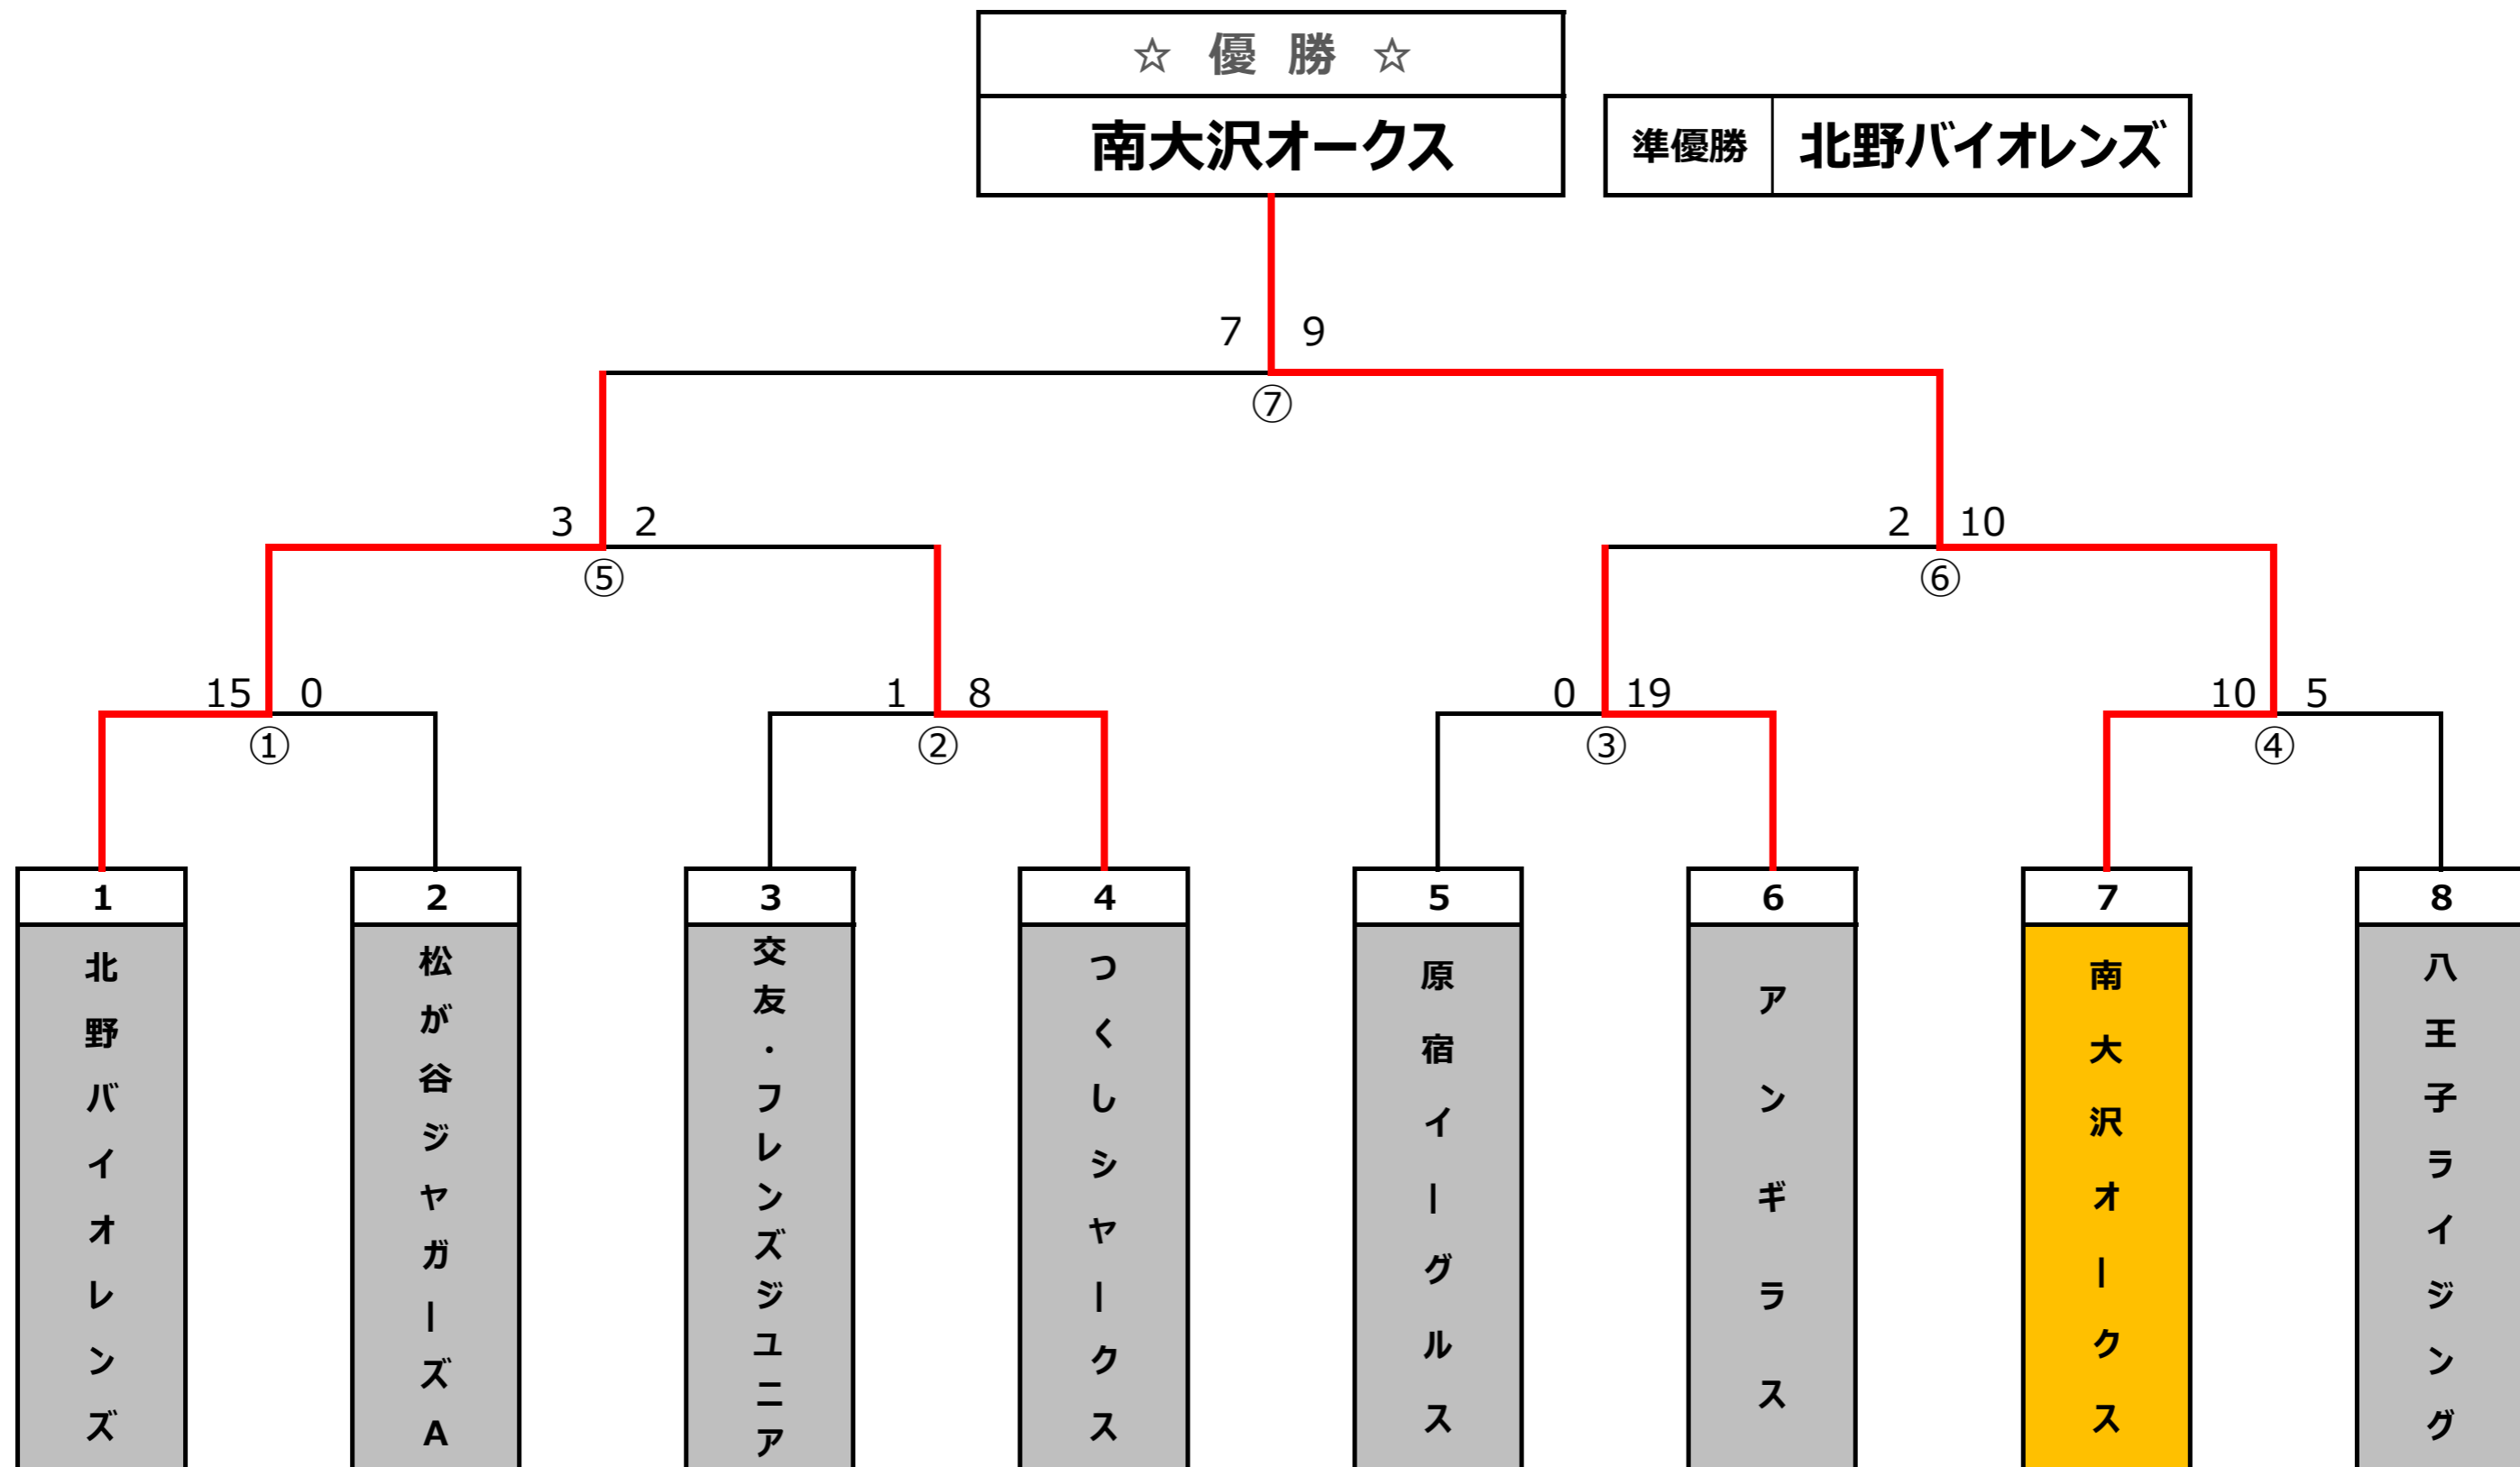 ☆ 優 勝 ☆
南大沢オークス
準優勝 北野バイオレンズ
7 9
⑦
3 2
2 10
⑤
⑥
15 0
1 8
0 19
10 5
①
②
③
④
1 2 3 4 5 6 7 8
北野バイオレンズ
松が谷ジヤガーズA
交友・フレンズジユニア
つくしシヤークス
原宿イーグルス
アンギラス
南大沢オークス
八王子ライジング